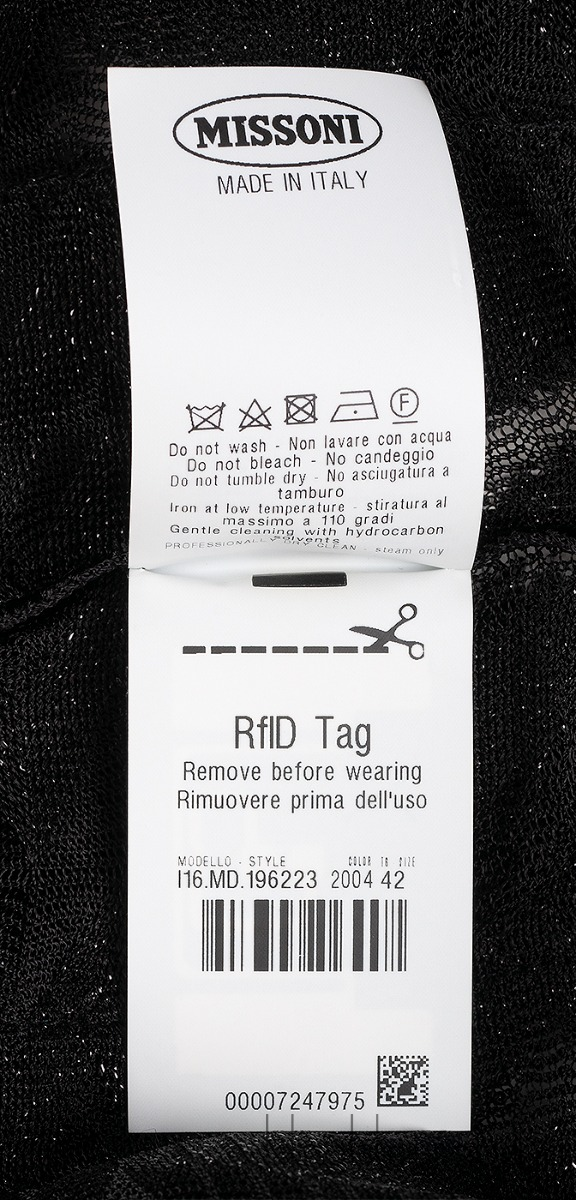 MISSONI
MADE IN ITALY
F
Do not wash - Non lavare con acqua
Do not bleach - No candeggio
Do not tumble dry - No asciugatura a
tamburo
Iron at low temperature - stiratura al
massimo a 110 gradi
Gentle cleaning with hydrocarbon
solvents
PROFESSIONALLY DRY CLEAN - steam only
RfID Tag
Remove before wearing
Rimuovere prima dell'uso
MODELLO - STYLE COLOR TG SIZE
I16.MD.196223 2004 42
00007247975